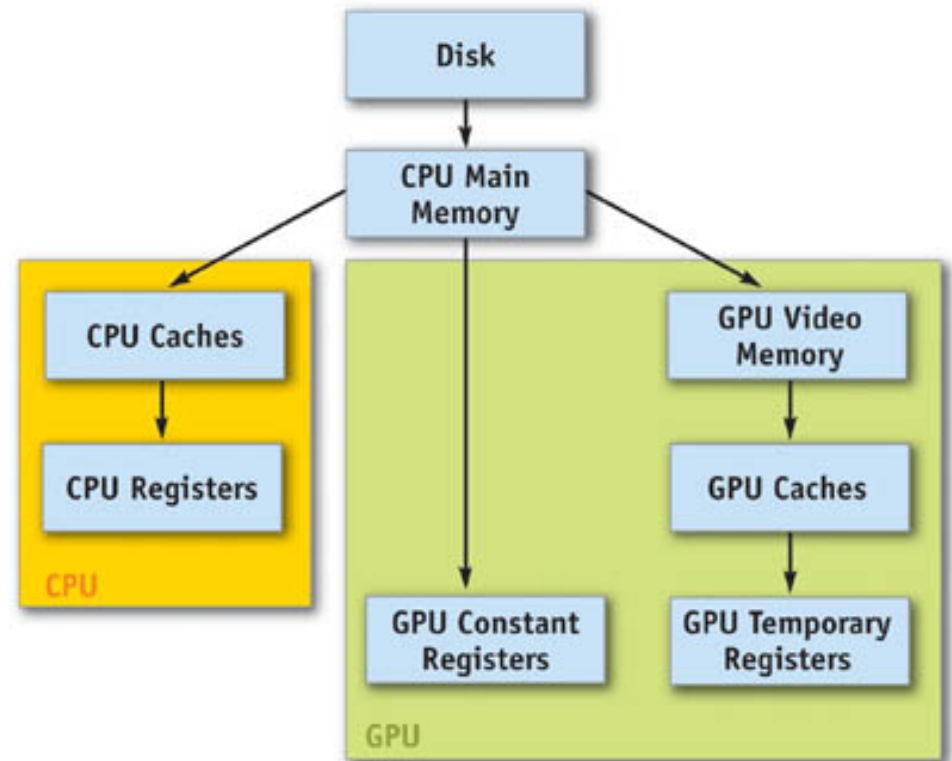 Disk
CPU Main
Memory
CPU Caches
GPU Video
Memory
CPU Registers
GPU Caches
CPU
GPU Constant
Registers
GPU Temporary
Registers
GPU